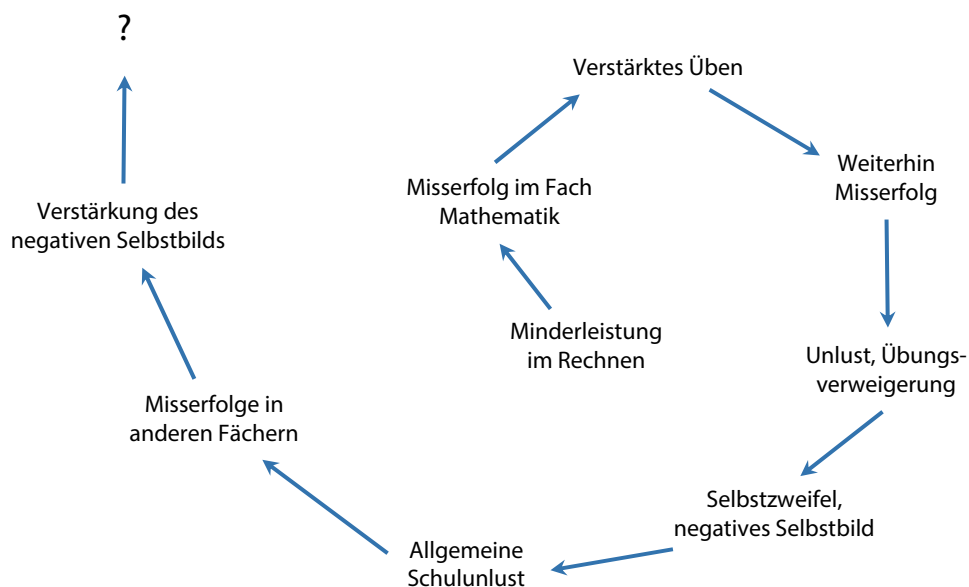 ?
Verstärktes Üben
Weiterhin
Misserfolg
Misserfolg im Fach
Mathematik
Verstärkung des
negativen Selbstbilds
Minderleistung
im Rechnen
Unlust, Übungs-
verweigerung
Misserfolge in
anderen Fächern
Selbstzweifel,
negatives Selbstbild
Allgemeine
Schulunlust